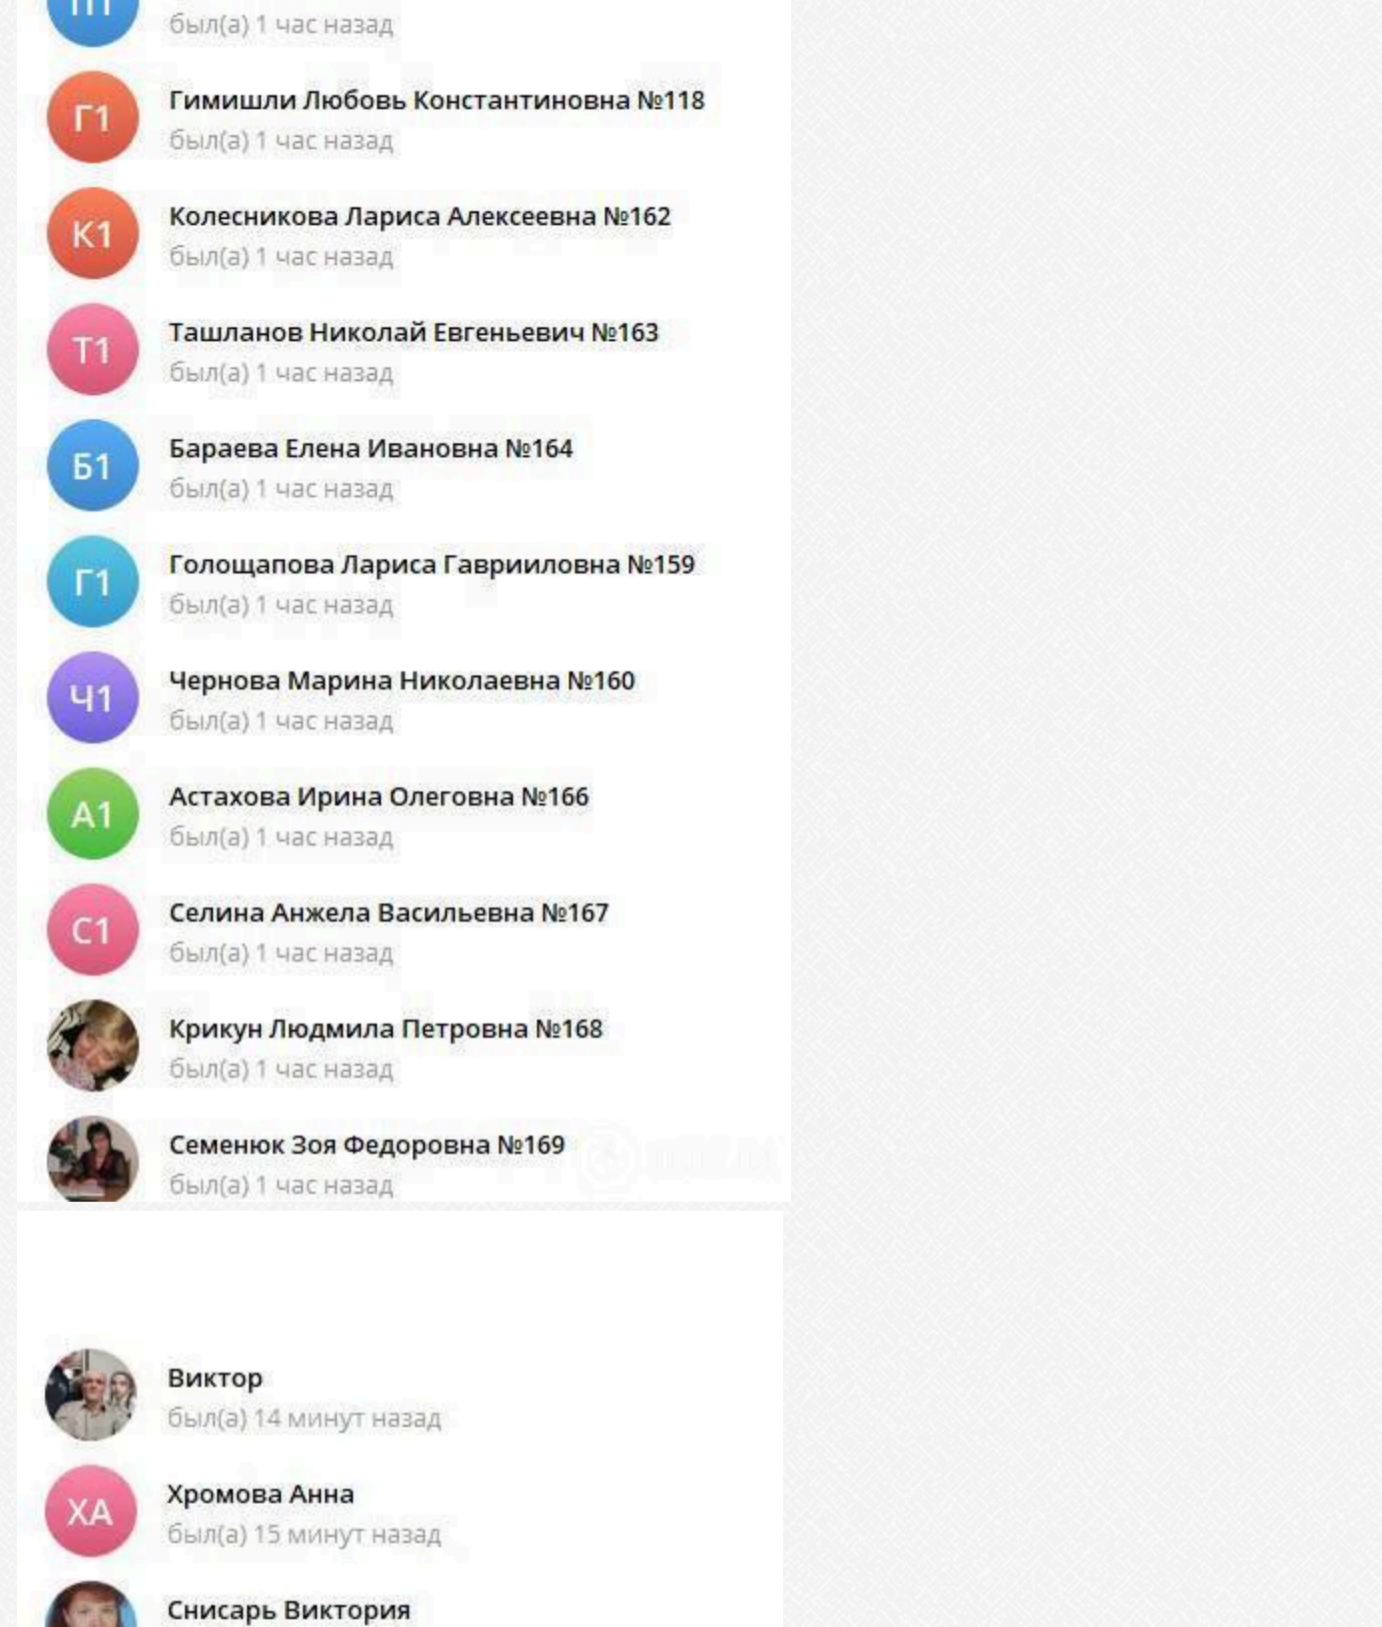 был(а) 1 час назад
Г1
Гимишли Любовь Константиновна №118
был(а) 1 час назад
К1
Колесникова Лариса Алексеевна №162
был(а) 1 час назад
Т1
Ташланов Николай Евгеньевич №163
был(а) 1 час назад
Б1
Бараева Елена Ивановна №164
был(а) 1 час назад
Г1
Голощапова Лариса Гаврииловна №159
был(а) 1 час назад
Ч1
Чернова Марина Николаевна №160
был(а) 1 час назад
А1
Астахова Ирина Олеговна №166
был(а) 1 час назад
С1
Селина Анжела Васильевна №167
был(а) 1 час назад
Крикун Людмила Петровна №168
был(а) 1 час назад
Семенюк Зоя Федоровна №169
был(а) 1 час назад
Виктор
был(а) 14 минут назад
ХА
Хромова Анна
был(а) 15 минут назад
Снисарь Виктория